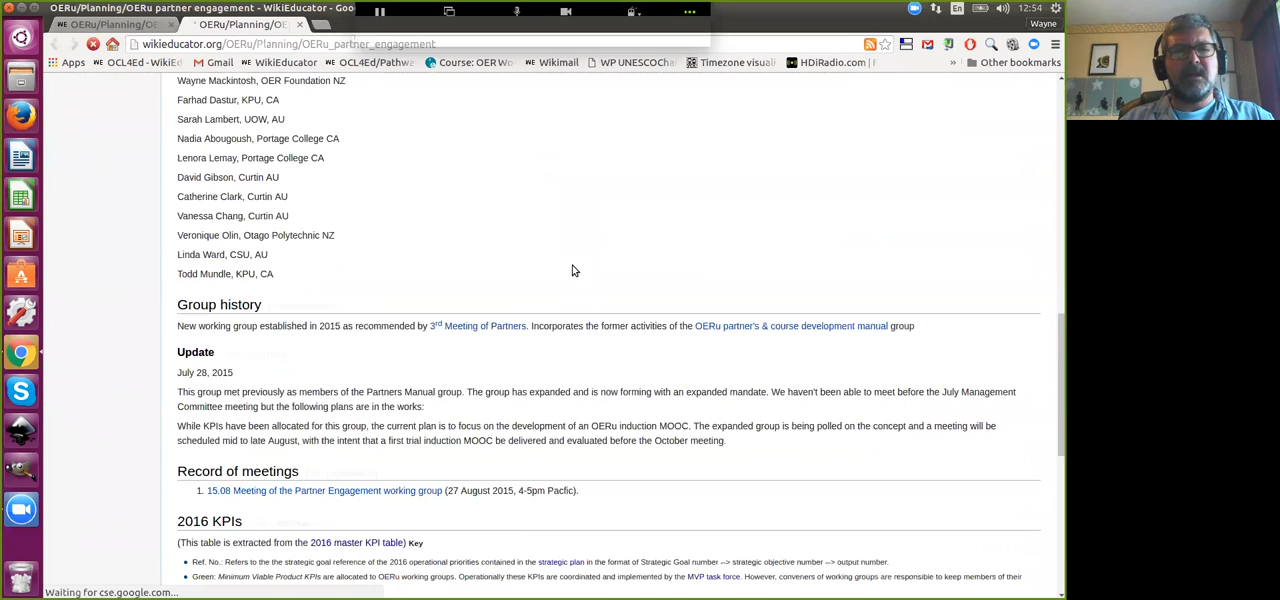 OERu/Planning/OERu partner engagement - WikiEducator - Goo
En 12:54
WE OERu/Planning/OE × OERu/Planning/OE × Wayne
wikieducator.org/OERu/Planning/OERu_partner_engagement
Apps WE OCL4Ed - WikiEd Gmail WE WikiEducator WE OCL4Ed/Pathwa Course: OER Wo WE Wikimail WP UNESCOCha Timezone visuali HDiRadio.com | » Other bookmarks
Wayne Mackintosh, OER Foundation NZ
Farhad Dastur, KPU, CA
Sarah Lambert, UOW, AU
Nadia Abougoush, Portage College CA
Lenora Lemay, Portage College CA
David Gibson, Curtin AU
Catherine Clark, Curtin AU
Vanessa Chang, Curtin AU
Veronique Olin, Otago Polytechnic NZ
Linda Ward, CSU, AU
Todd Mundle, KPU, CA
Group history
New working group established in 2015 as recommended by 3rd Meeting of Partners. Incorporates the former activities of the OERu partner's & course development manual group
Update
July 28, 2015
This group met previously as members of the Partners Manual group. The group has expanded and is now forming with an expanded mandate. We haven't been able to meet before the July Management
Committee meeting but the following plans are in the works:
While KPIs have been allocated for this group, the current plan is to focus on the development of an OERu induction MOOC. The expanded group is being polled on the concept and a meeting will be
scheduled mid to late August, with the intent that a first trial induction MOOC be delivered and evaluated before the October meeting.
Record of meetings
1. 15.08 Meeting of the Partner Engagement working group (27 August 2015, 4-5pm Pacfic).
2016 KPIs
(This table is extracted from the 2016 master KPI table) Key
• Ref. No.: Refers to the the strategic goal reference of the 2016 operational priorities contained in the strategic plan in the format of Strategic Goal number --> strategic objective number --> output number.
• Green: Minimum Viable Product KPIs are allocated to OERu working groups. Operationally these KPIs are coordinated and implemented by the MVP task force. However, conveners of working groups are responsible to keep members of their
Waiting for cse.google.com...